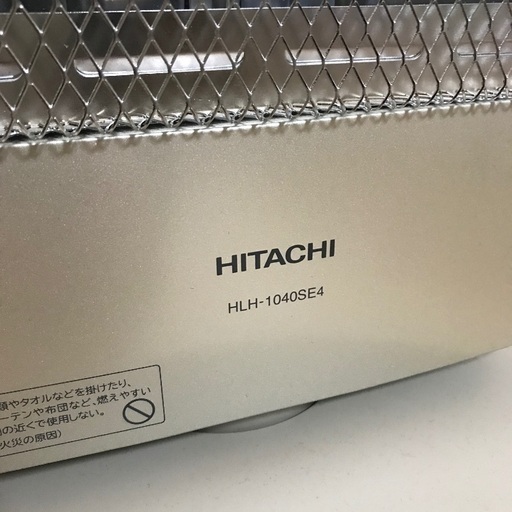 HITACHI
HLH-1040SE4
類やタオルなどを掛けたり、
ーテンや布団など、燃えやすい
の近くで使用しない。
火災の原因)